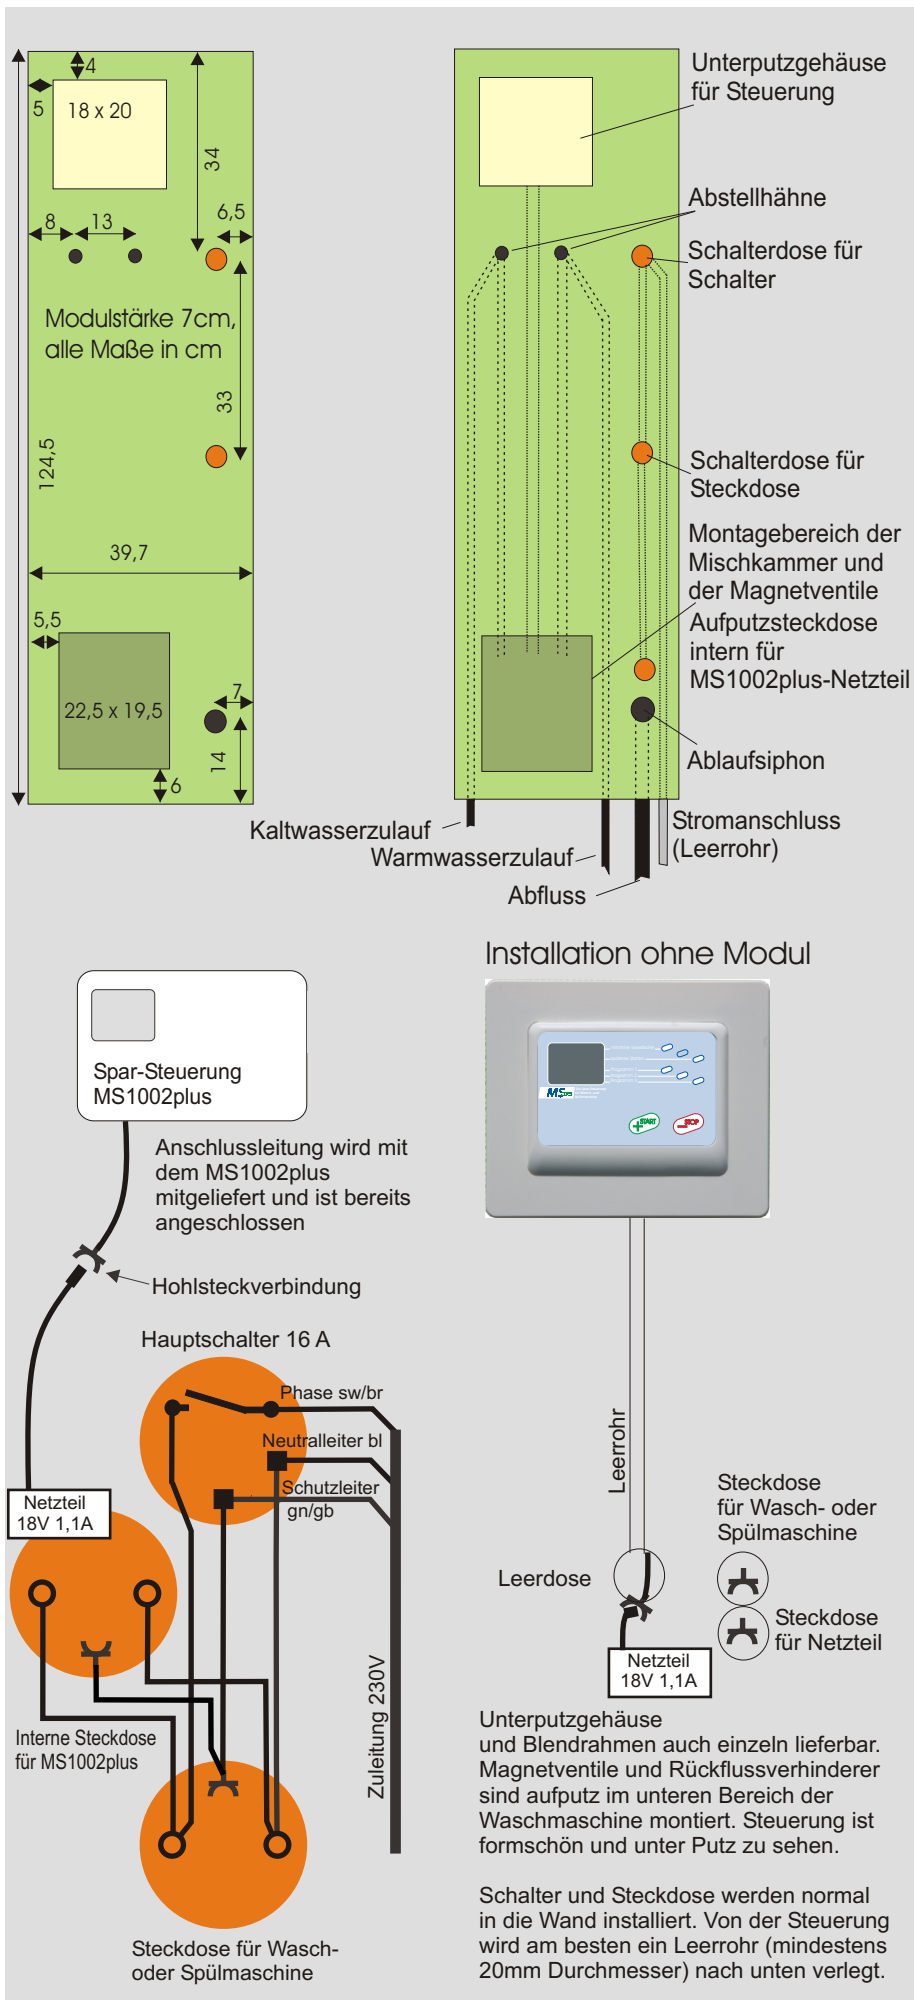 4
5
18 x 20
34
8
13
6,5
Modulstärke 7cm,
alle Maße in cm
33
124,5
39,7
5,5
22,5 x 19,5
7
14
6
Unterputzgehäuse
für Steuerung
Abstellhähne
Schalterdose für
Schalter
Schalterdose für
Steckdose
Montagebereich der
Mischkammer und
der Magnetventile
Aufputzsteckdose
intern für
MS1002plus-Netzteil
Ablaufsiphon
Kaltwasserzulauf
Warmwasserzulauf
Abfluss
Stromanschluss
(Leerrohr)
Spar-Steuerung
MS1002plus
Anschlussleitung wird mit
dem MS1002plus
mitgeliefert und ist bereits
angeschlossen
Hohlsteckverbindung
Hauptschalter 16 A
Phase sw/br
Neutralleiter bl
Schutzleiter
gn/gb
Netzteil
18V 1,1A
Interne Steckdose
für MS1002plus
Zuleitung 230V
Steckdose für Wasch-
oder Spülmaschine
Installation ohne Modul
START
STOP
Leerrohr
Leerdose
Netzteil
18V 1,1A
Steckdose
für Wasch- oder
Spülmaschine
Steckdose
für Netzteil
Unterputzgehäuse
und Blendrahmen auch einzeln lieferbar.
Magnetventile und Rückflussverhinderer
sind aufputz im unteren Bereich der
Waschmaschine montiert. Steuerung ist
formschön und unter Putz zu sehen.
Schalter und Steckdose werden normal
in die Wand installiert. Von der Steuerung
wird am besten ein Leerrohr (mindestens
20mm Durchmesser) nach unten verlegt.